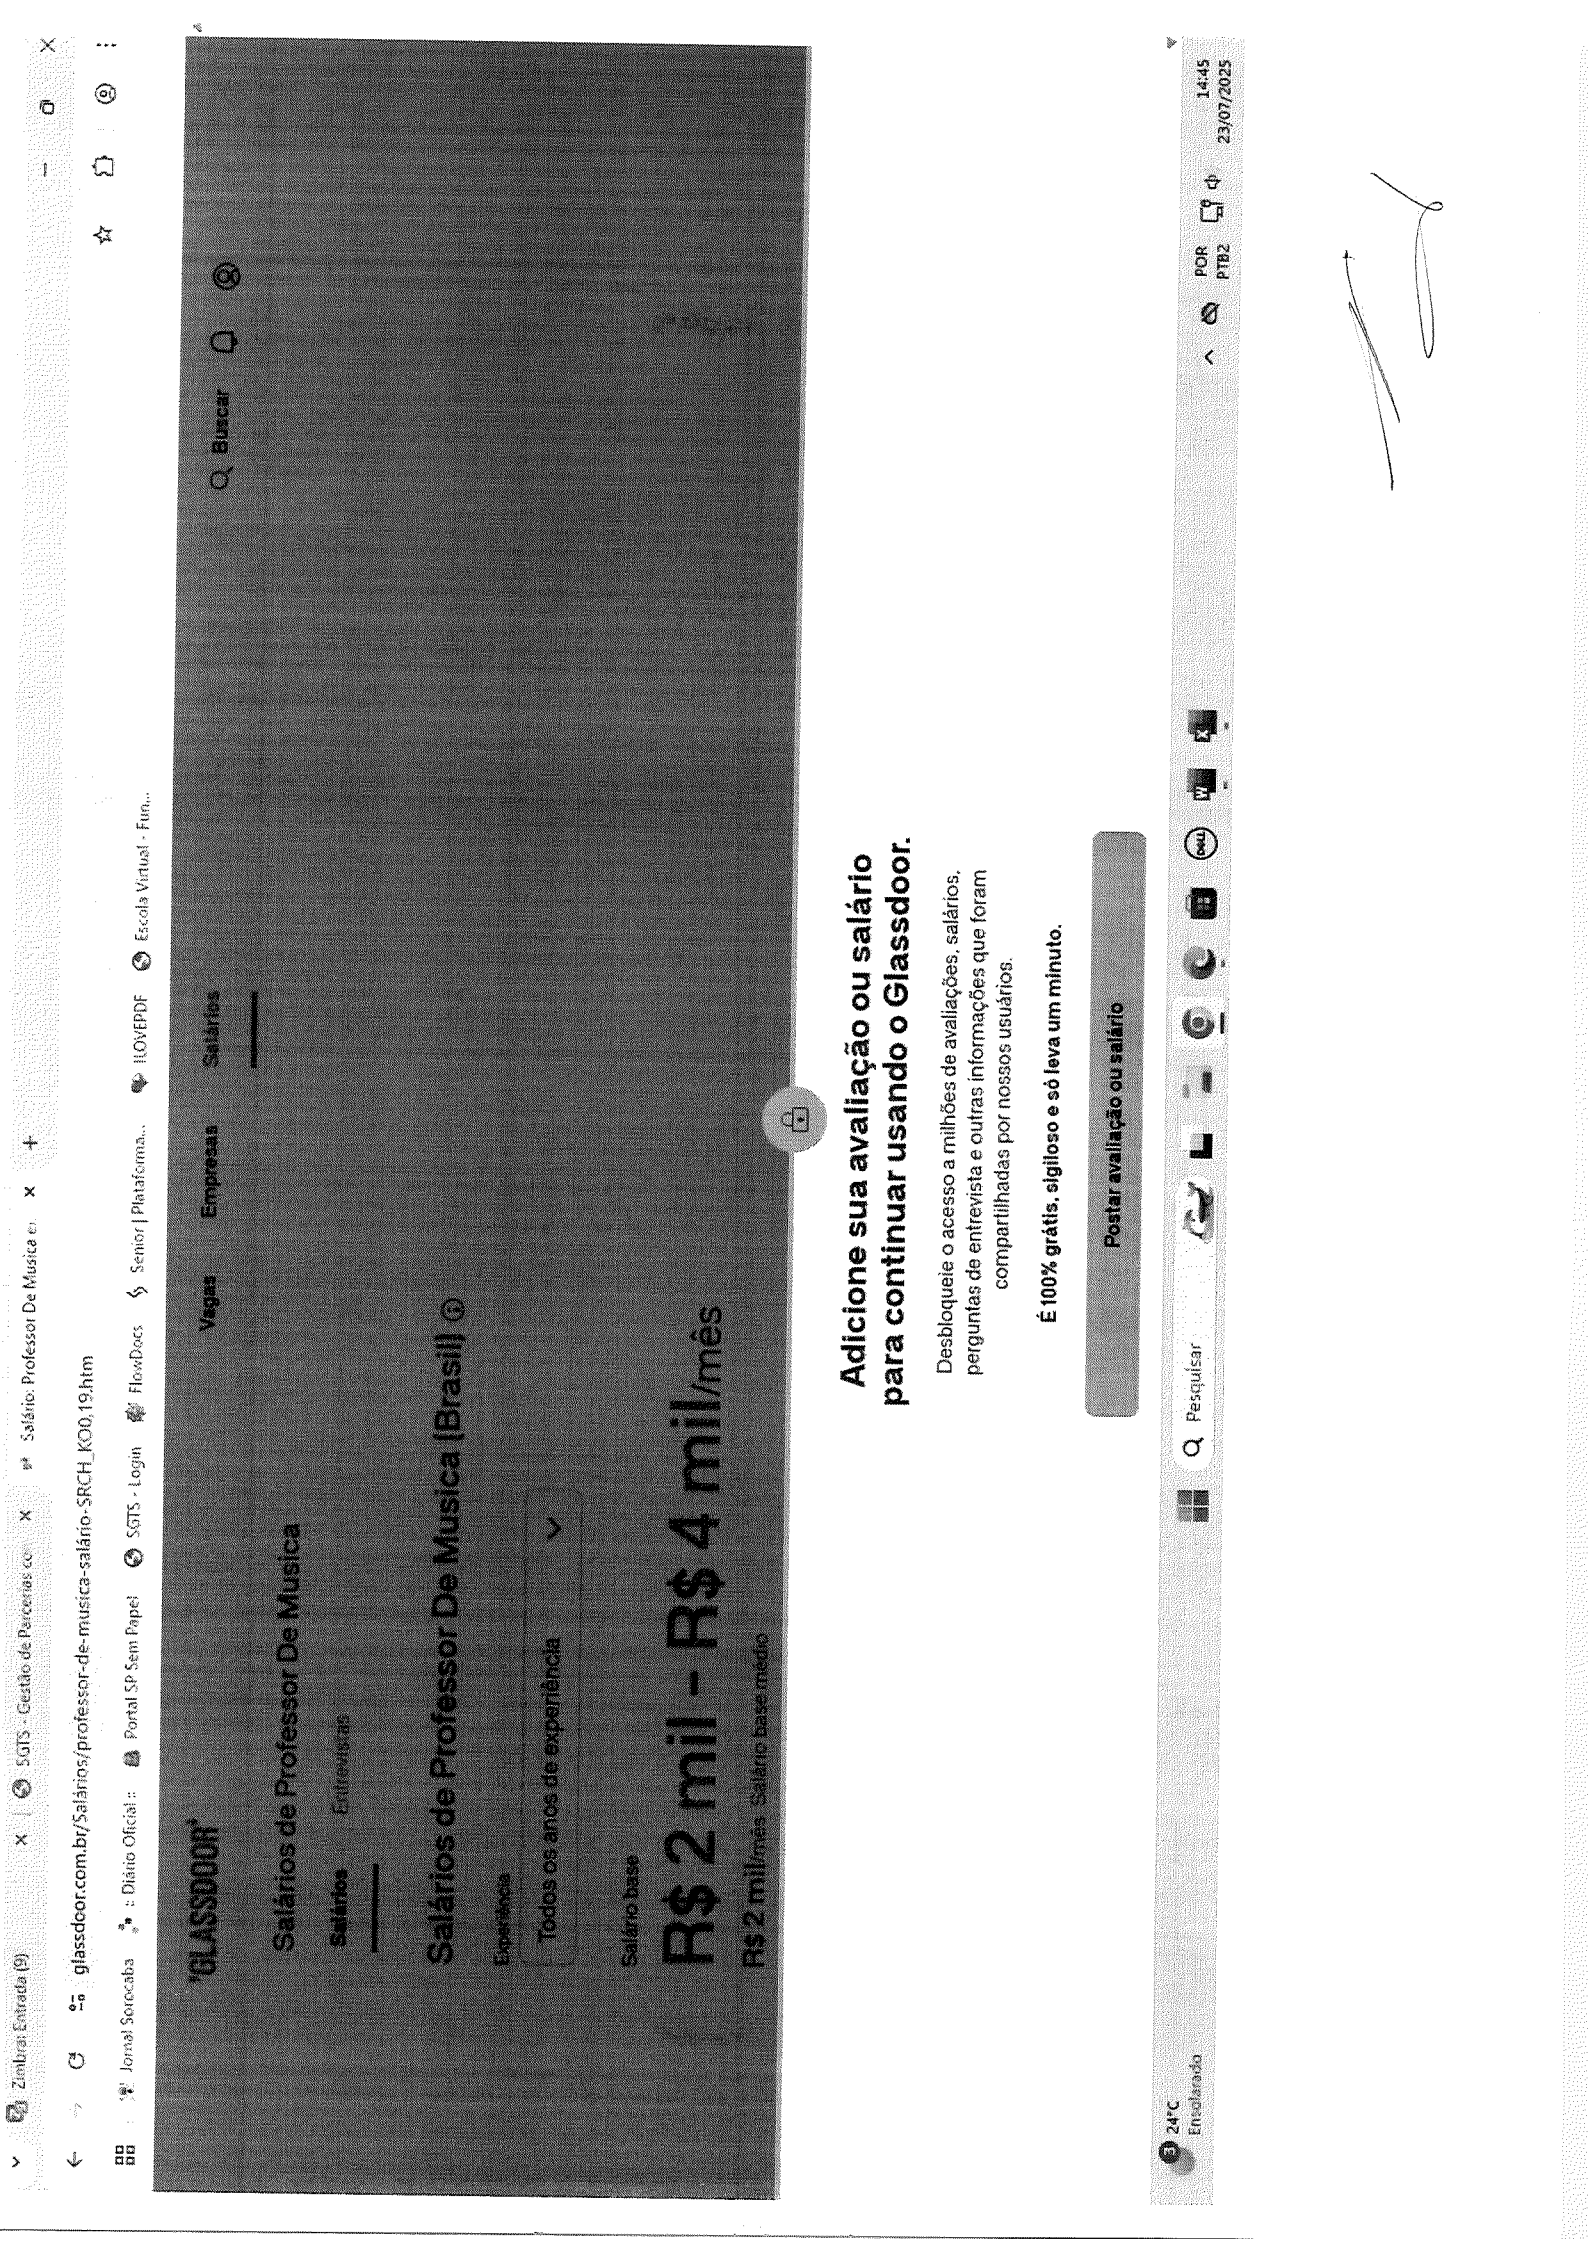 Zimbra: Entrada (9)
SGTS - Gestão de Parcerias co
Salário: Professor De Musica e
glassdoor.com.br/Salários/professor-de-musica-salário-SRCH_KO0,19.htm
Jornal Sorocaba
:: Diário Oficial ::
Portal SP Sem Papel
SGTS - Login
FlowDocs
Senior | Plataforma...
ILOVEPDF
Escola Virtual - Fun...
GLASSDOOR
Vagas
Empresas
Salários
Buscar
Salários de Professor De Musica
Salários
Entrevistas
Salários de Professor De Musica (Brasil)
Experiência
Todos os anos de experiência
Salário base
R$ 2 mil - R$ 4 mil/mês
R$ 2 mil/mês Salário base médio
Adicione sua avaliação ou salário
para continuar usando o Glassdoor.
Desbloqueie o acesso a milhões de avaliações, salários,
perguntas de entrevista e outras informações que foram
compartilhadas por nossos usuários.
É 100% grátis, sigiloso e só leva um minuto.
Postar avaliação ou salário
3
24°C
Ensolarado
Pesquisar
DELL
W
X
POR
PTB2
14:45
23/07/2025